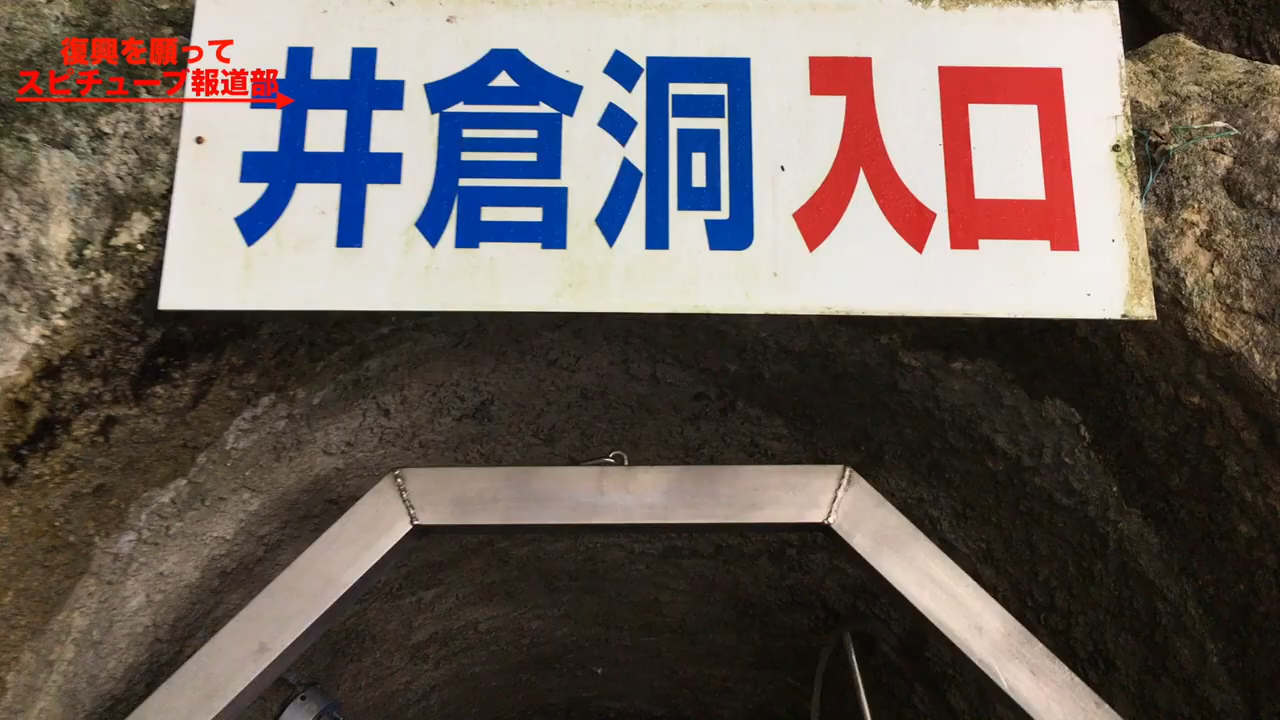 復興を願って
スピチューブ報道部
井倉洞入口